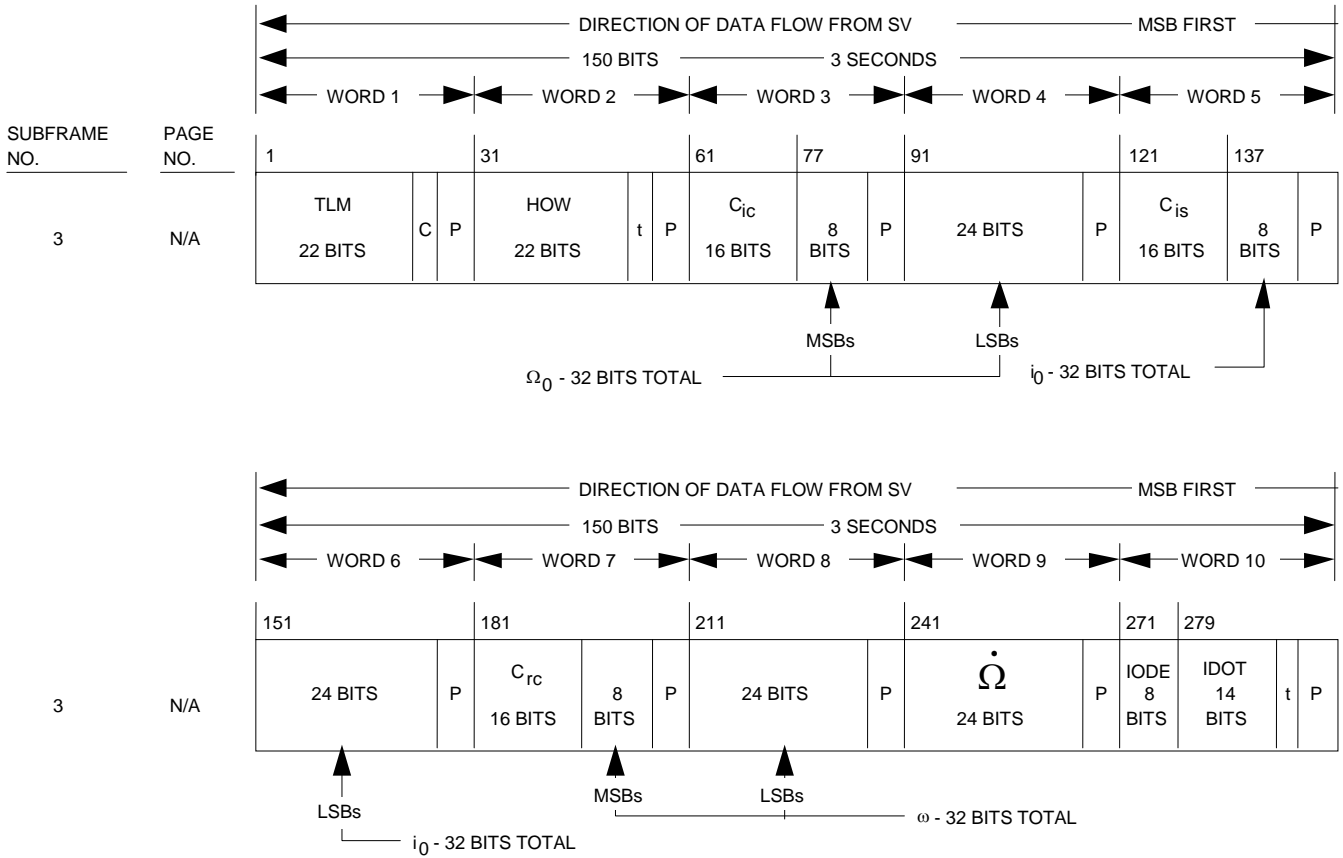 DIRECTION OF DATA FLOW FROM SV MSB FIRST
150 BITS 3 SECONDS
WORD 1 WORD 2 WORD 3 WORD 4 WORD 5
SUBFRAME NO. PAGE NO.
1 31 61 77 91 121 137
3 N/A
TLM 22 BITS C P HOW 22 BITS t P Cic 16 BITS 8 BITS P 24 BITS P Cis 16 BITS 8 BITS P
MSBs LSBs
Ω0 - 32 BITS TOTAL i0 - 32 BITS TOTAL
DIRECTION OF DATA FLOW FROM SV MSB FIRST
150 BITS 3 SECONDS
WORD 6 WORD 7 WORD 8 WORD 9 WORD 10
151 181 211 241 271 279
3 N/A
24 BITS P Crc 16 BITS 8 BITS P 24 BITS P Ω̇ 24 BITS P IODE 8 BITS IDOT 14 BITS t P
LSBs MSBs LSBs
i0 - 32 BITS TOTAL ω - 32 BITS TOTAL